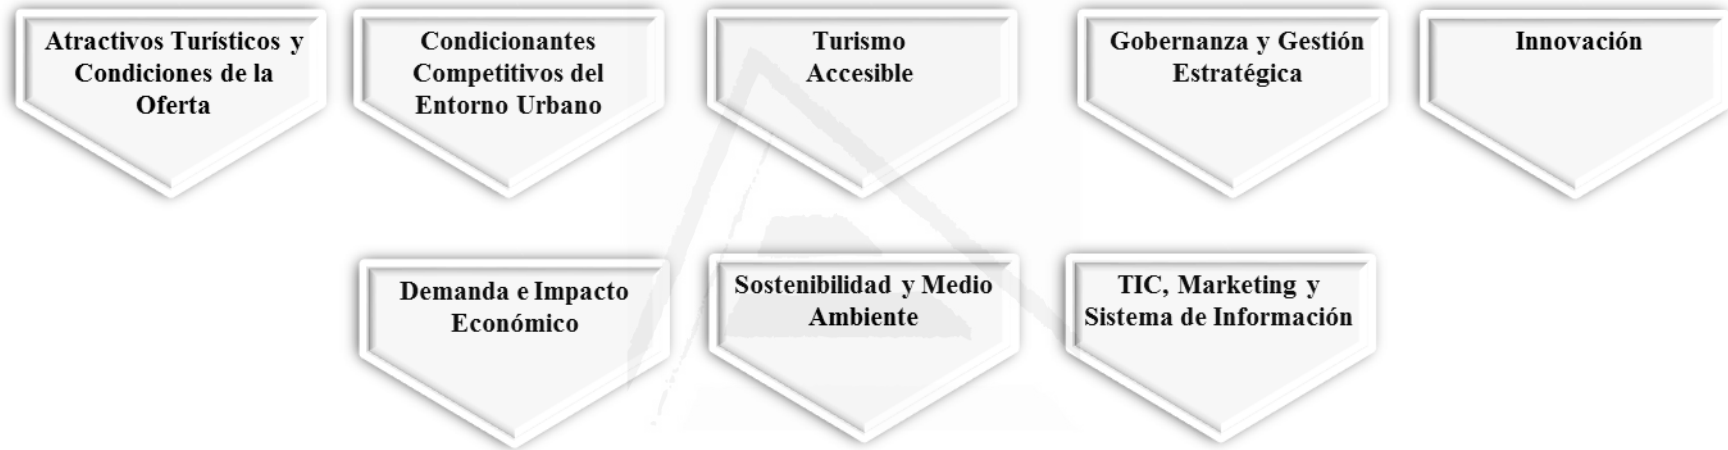 Atractivos Turísticos y
Condiciones de la
Oferta
Condicionantes
Competitivos del
Entorno Urbano
Turismo
Accesible
Gobernanza y Gestión
Estratégica
Innovación
Demanda e Impacto
Económico
Sostenibilidad y Medio
Ambiente
TIC, Marketing y
Sistema de Información